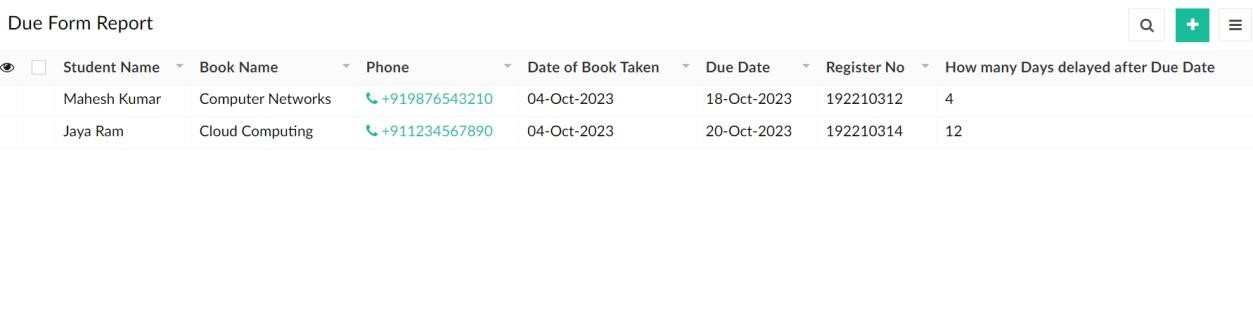 Due Form Report
Student Name Book Name Phone Date of Book Taken Due Date Register No How many Days delayed after Due Date
Mahesh Kumar Computer Networks +919876543210 04-Oct-2023 18-Oct-2023 192210312 4
Jaya Ram Cloud Computing +911234567890 04-Oct-2023 20-Oct-2023 192210314 12